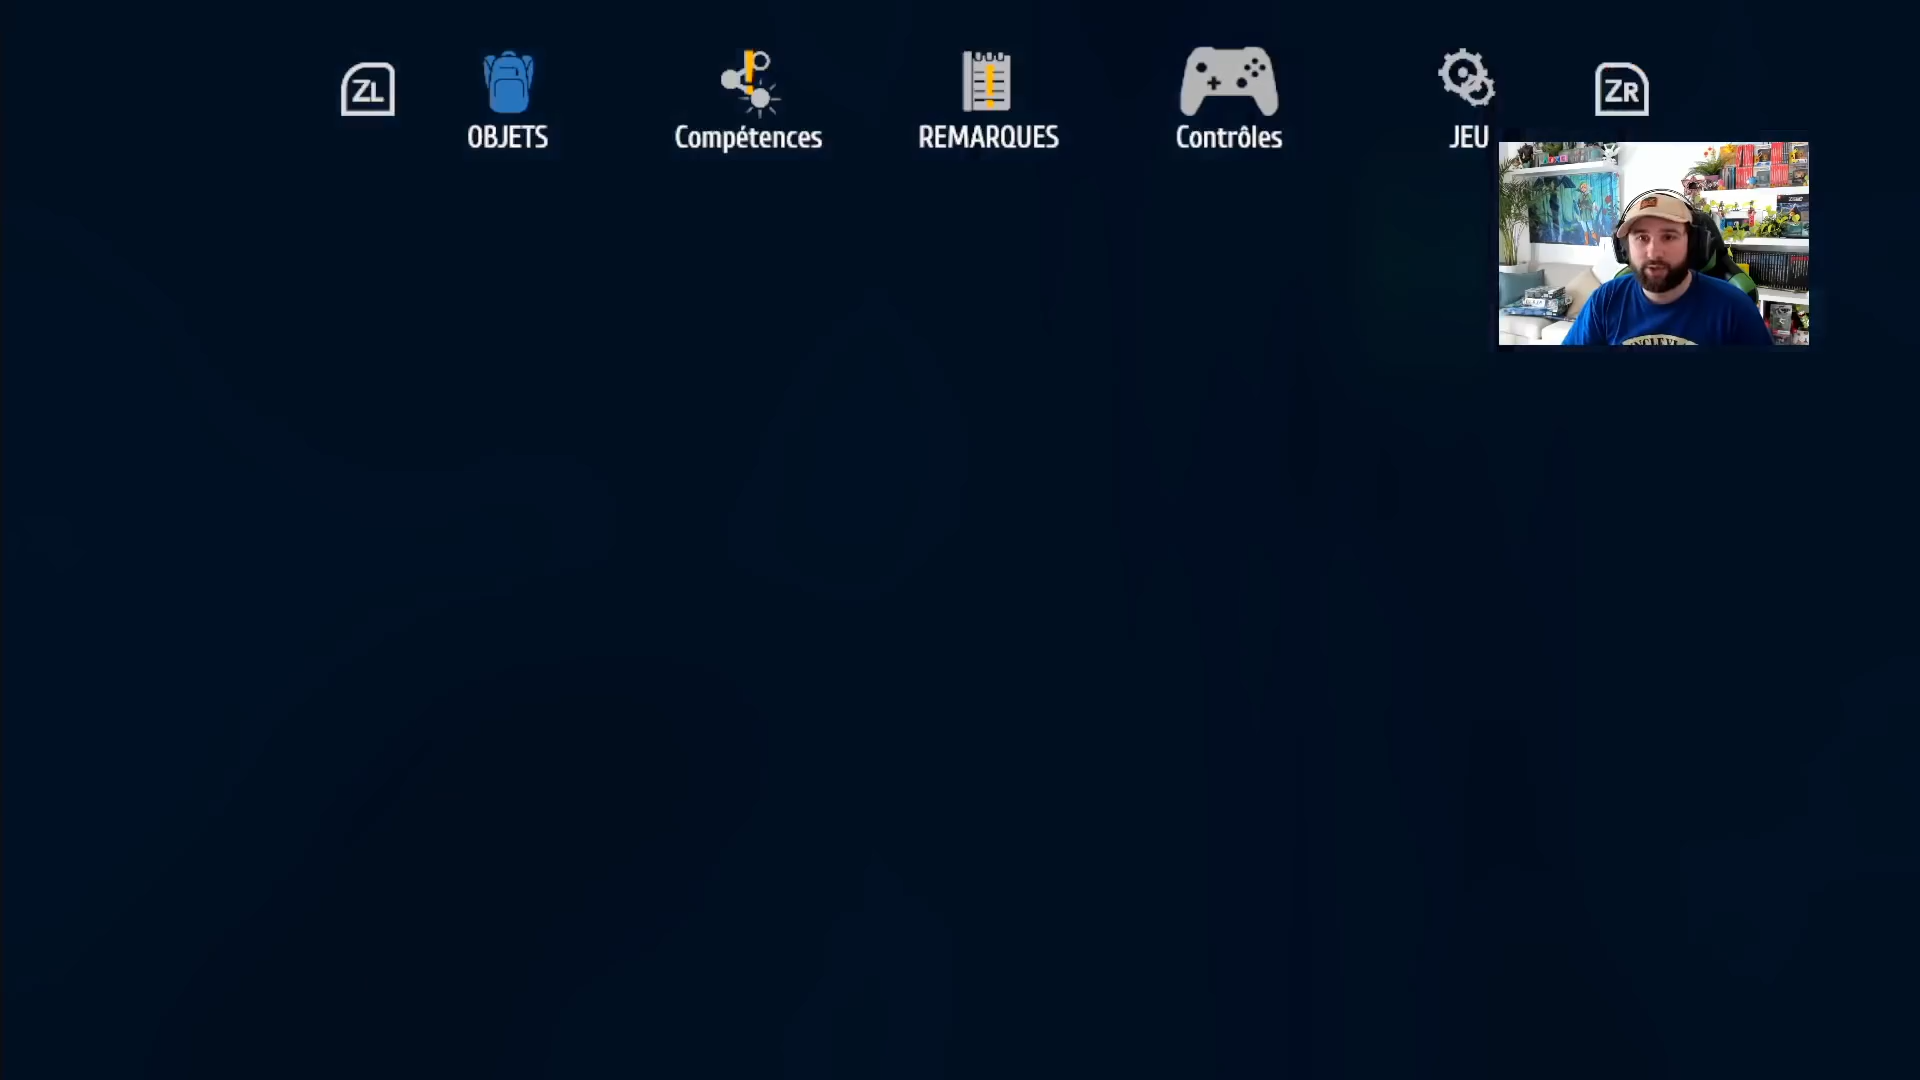 ZL
OBJETS
Compétences
REMARQUES
Contrôles
JEU
ZR